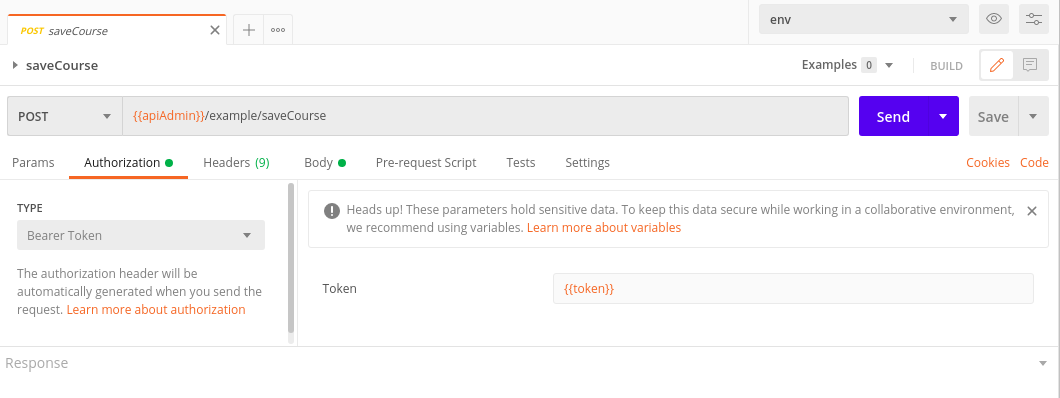 POST saveCourse
env
saveCourse
Examples 0
BUILD
POST
{{apiAdmin}}/example/saveCourse
Send
Save
Params
Authorization
Headers (9)
Body
Pre-request Script
Tests
Settings
Cookies
Code
TYPE
Bearer Token
The authorization header will be
automatically generated when you send the
request. Learn more about authorization
Heads up! These parameters hold sensitive data. To keep this data secure while working in a collaborative environment,
we recommend using variables. Learn more about variables
Token
{{token}}
Response